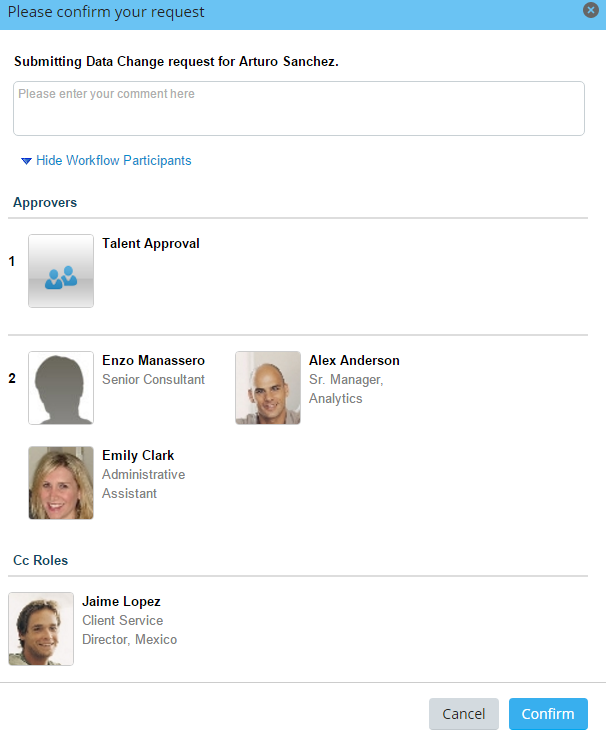 Please confirm your request
Submitting Data Change request for Arturo Sanchez.
Please enter your comment here
Hide Workflow Participants
Approvers
1
Talent Approval
2
Enzo Manassero
Senior Consultant
Alex Anderson
Sr. Manager,
Analytics
Emily Clark
Administrative
Assistant
Cc Roles
Jaime Lopez
Client Service
Director, Mexico
Cancel
Confirm